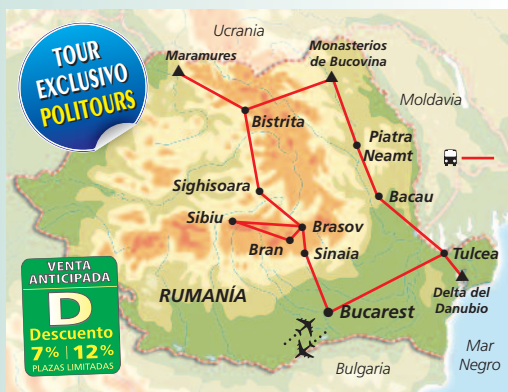 TOUR
EXCLUSIVO
POLITOURS
Ucrania
Maramures
Monasterios
de Bucovina
Moldavia
Bistrita
Piatra
Neamt
Sighisoara
Bacau
Sibiu
Brasov
Bran
Sinaia
Tulcea
RUMANÍA
Delta del
Danubio
Bucarest
Mar
Negro
Bulgaria
VENTA
ANTICIPADA
D
Descuento
7% | 12%
PLAZAS LIMITADAS